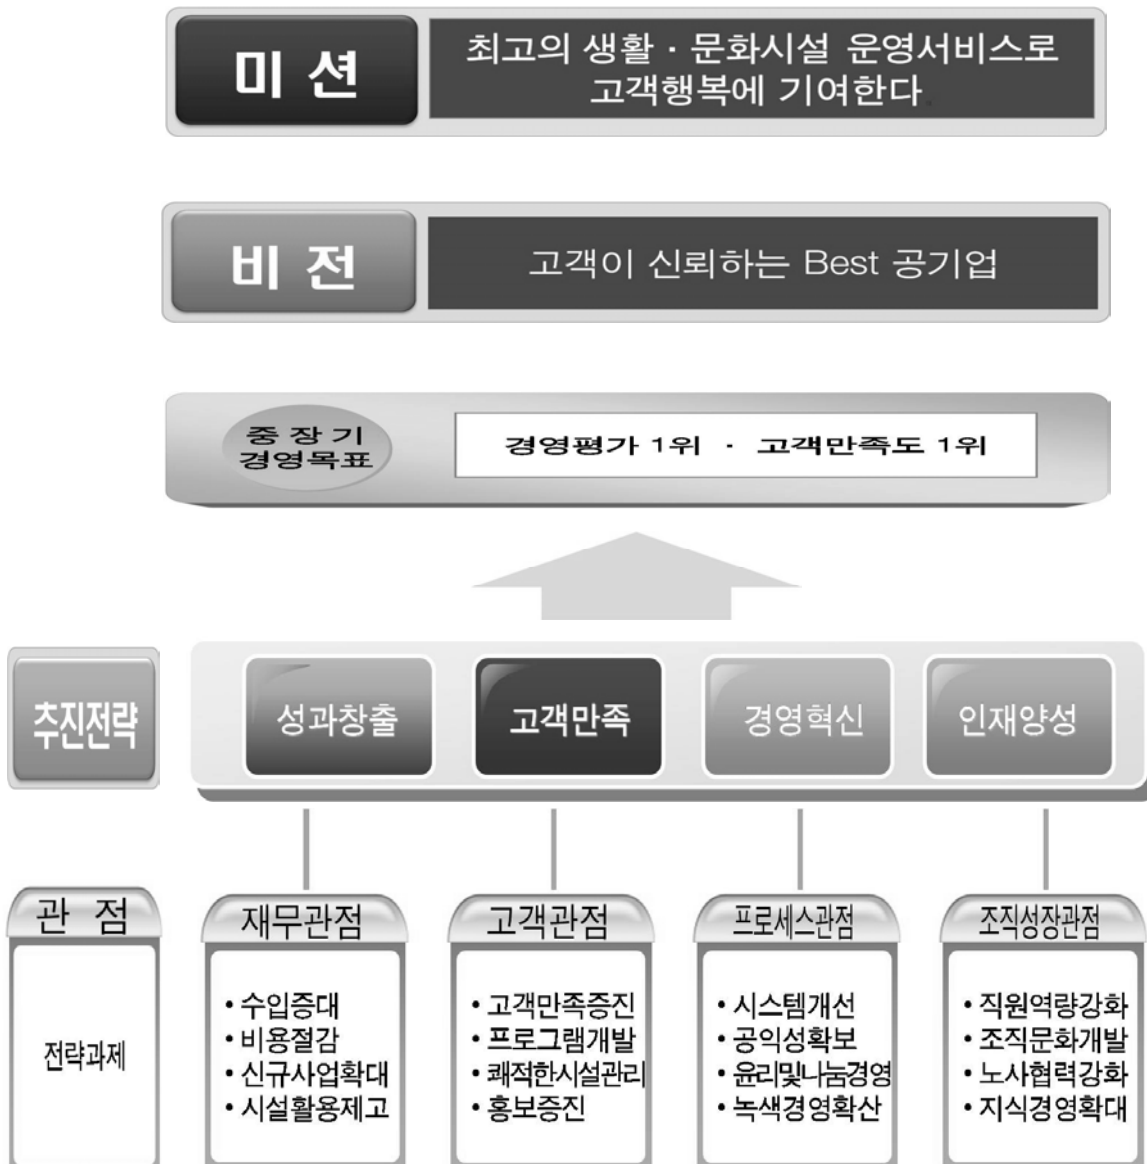 미 션
최고의 생활 · 문화시설 운영서비스로
고객행복에 기여한다.
비 전
고객이 신뢰하는 Best 공기업
중 장 기
경영목표
경영평가 1위 · 고객만족도 1위
추진전략
성과창출
고객만족
경영혁신
인재양성
관 점
재무관점
고객관점
프로세스관점
조직성장관점
전략과제
• 수입증대
• 비용절감
• 신규사업확대
• 시설활용제고
• 고객만족증진
• 프로그램개발
• 쾌적한시설관리
• 홍보증진
• 시스템개선
• 공익성확보
• 윤리및나눔경영
• 녹색경영확산
• 직원역량강화
• 조직문화개발
• 노사협력강화
• 지식경영확대